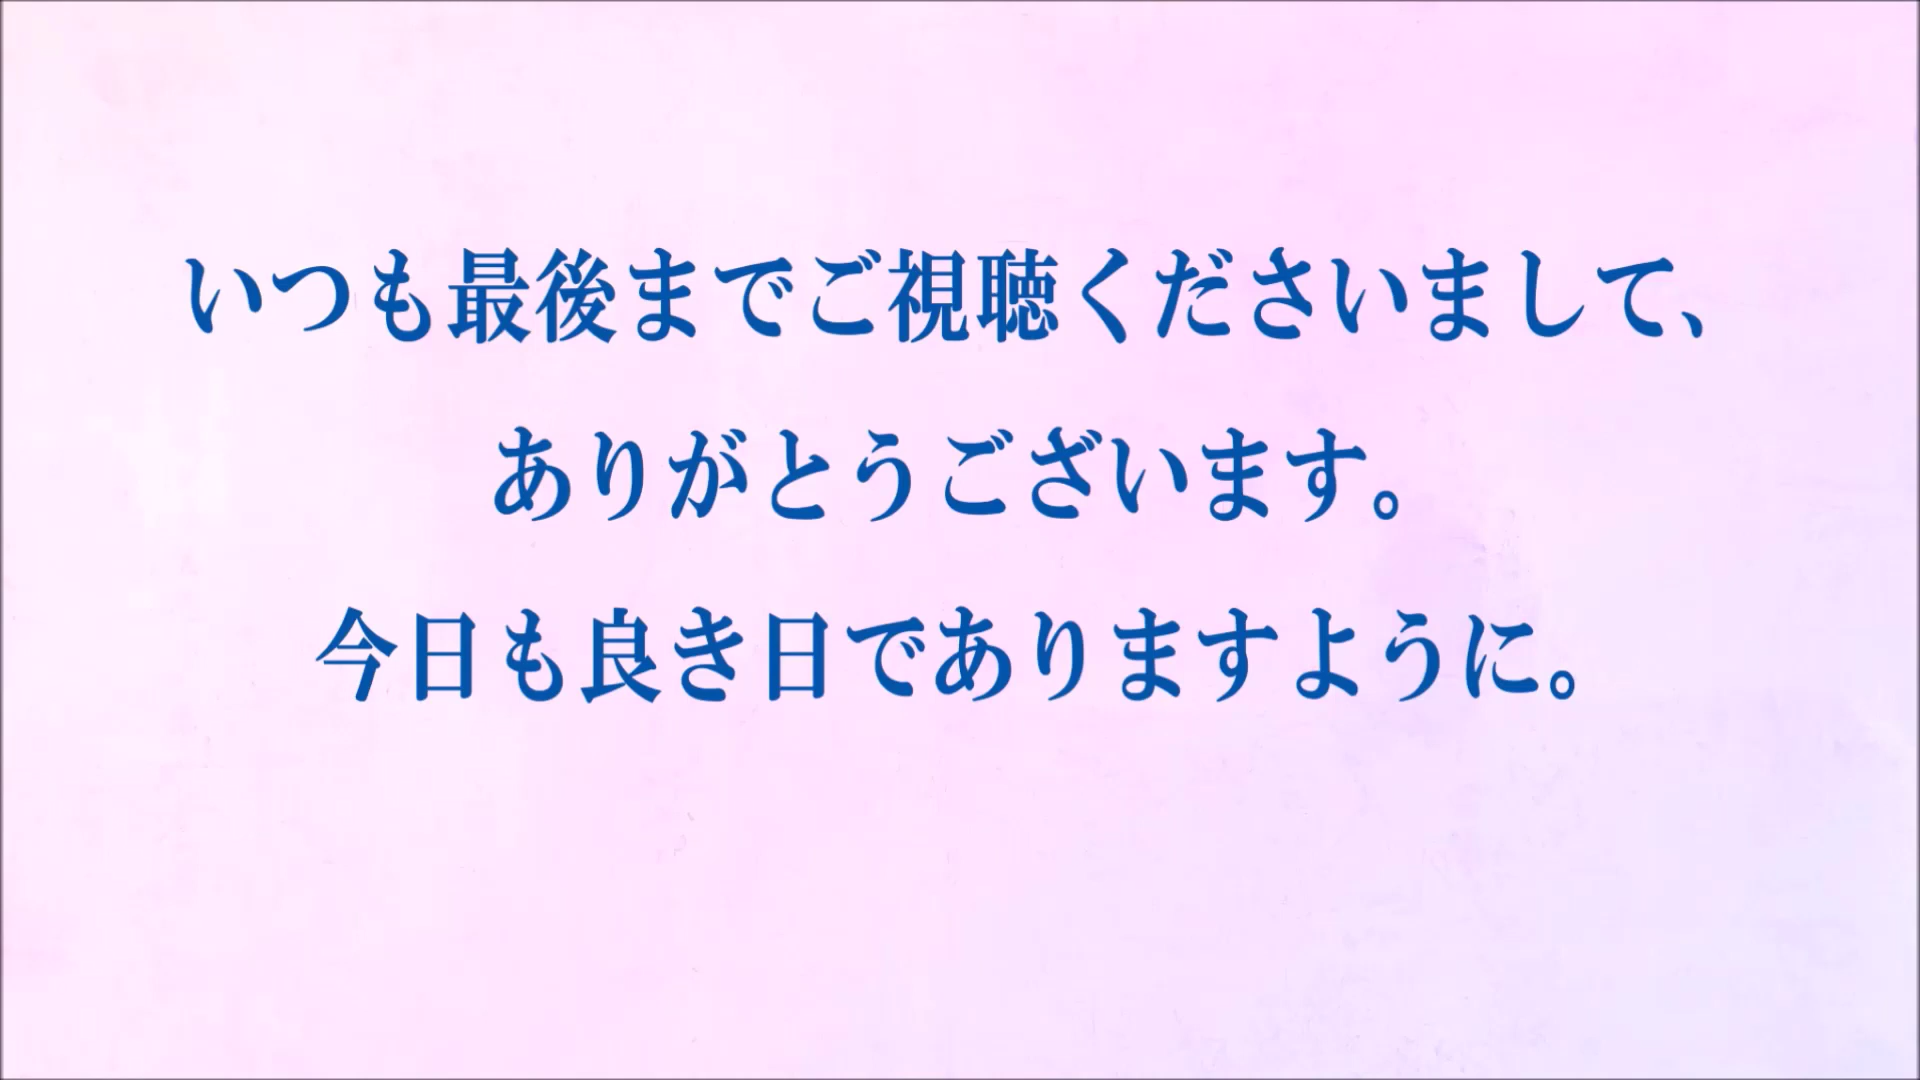 いつも最後までご視聴くださいまして、
ありがとうございます。
今日も良き日でありますように。